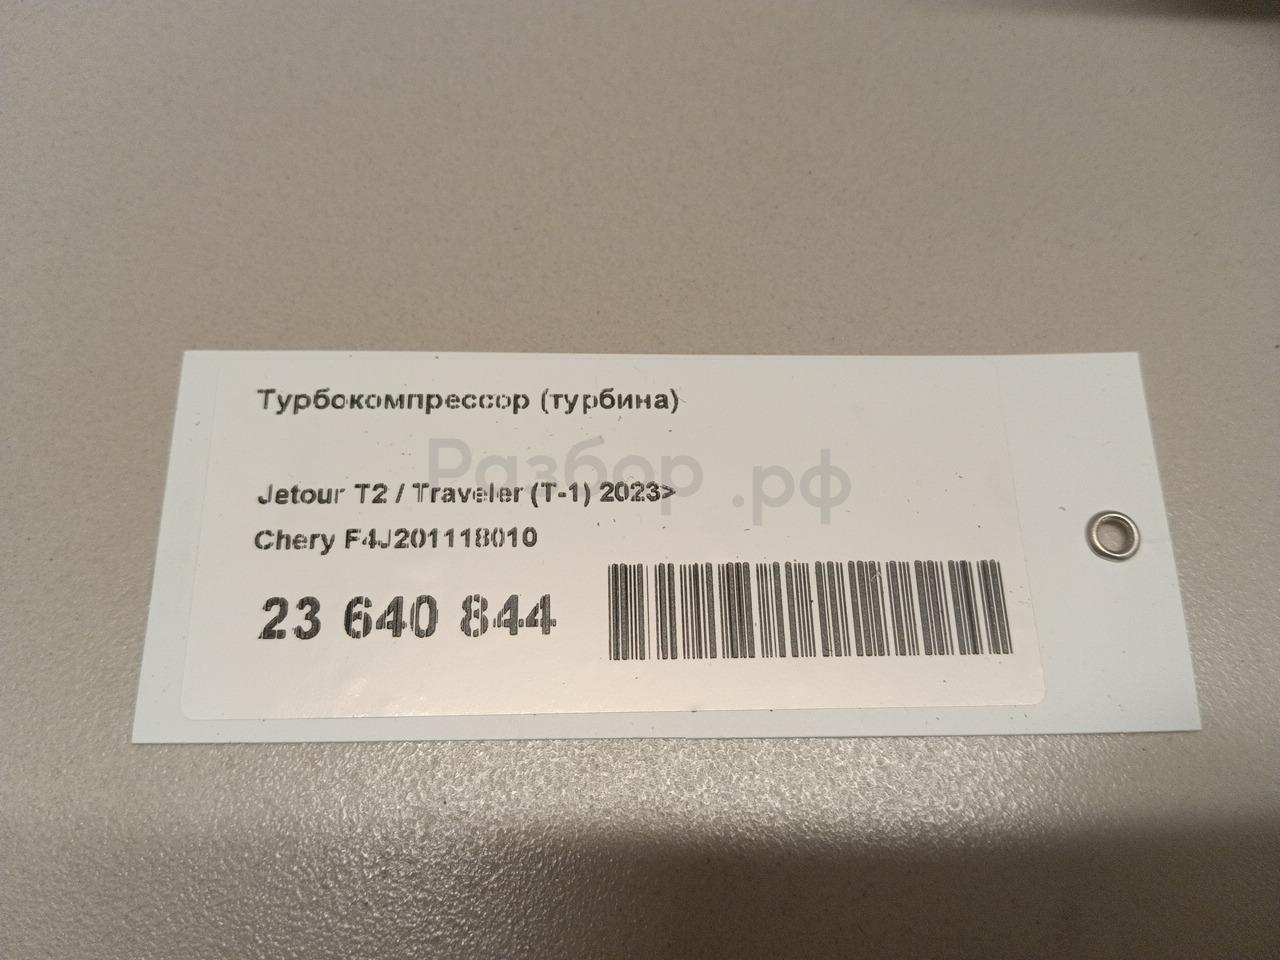 Турбокомпрессор (турбина)
Разбор.рф
Jetour T2 / Traveler (T-1) 2023>
Chery F4J201118010
23 640 844